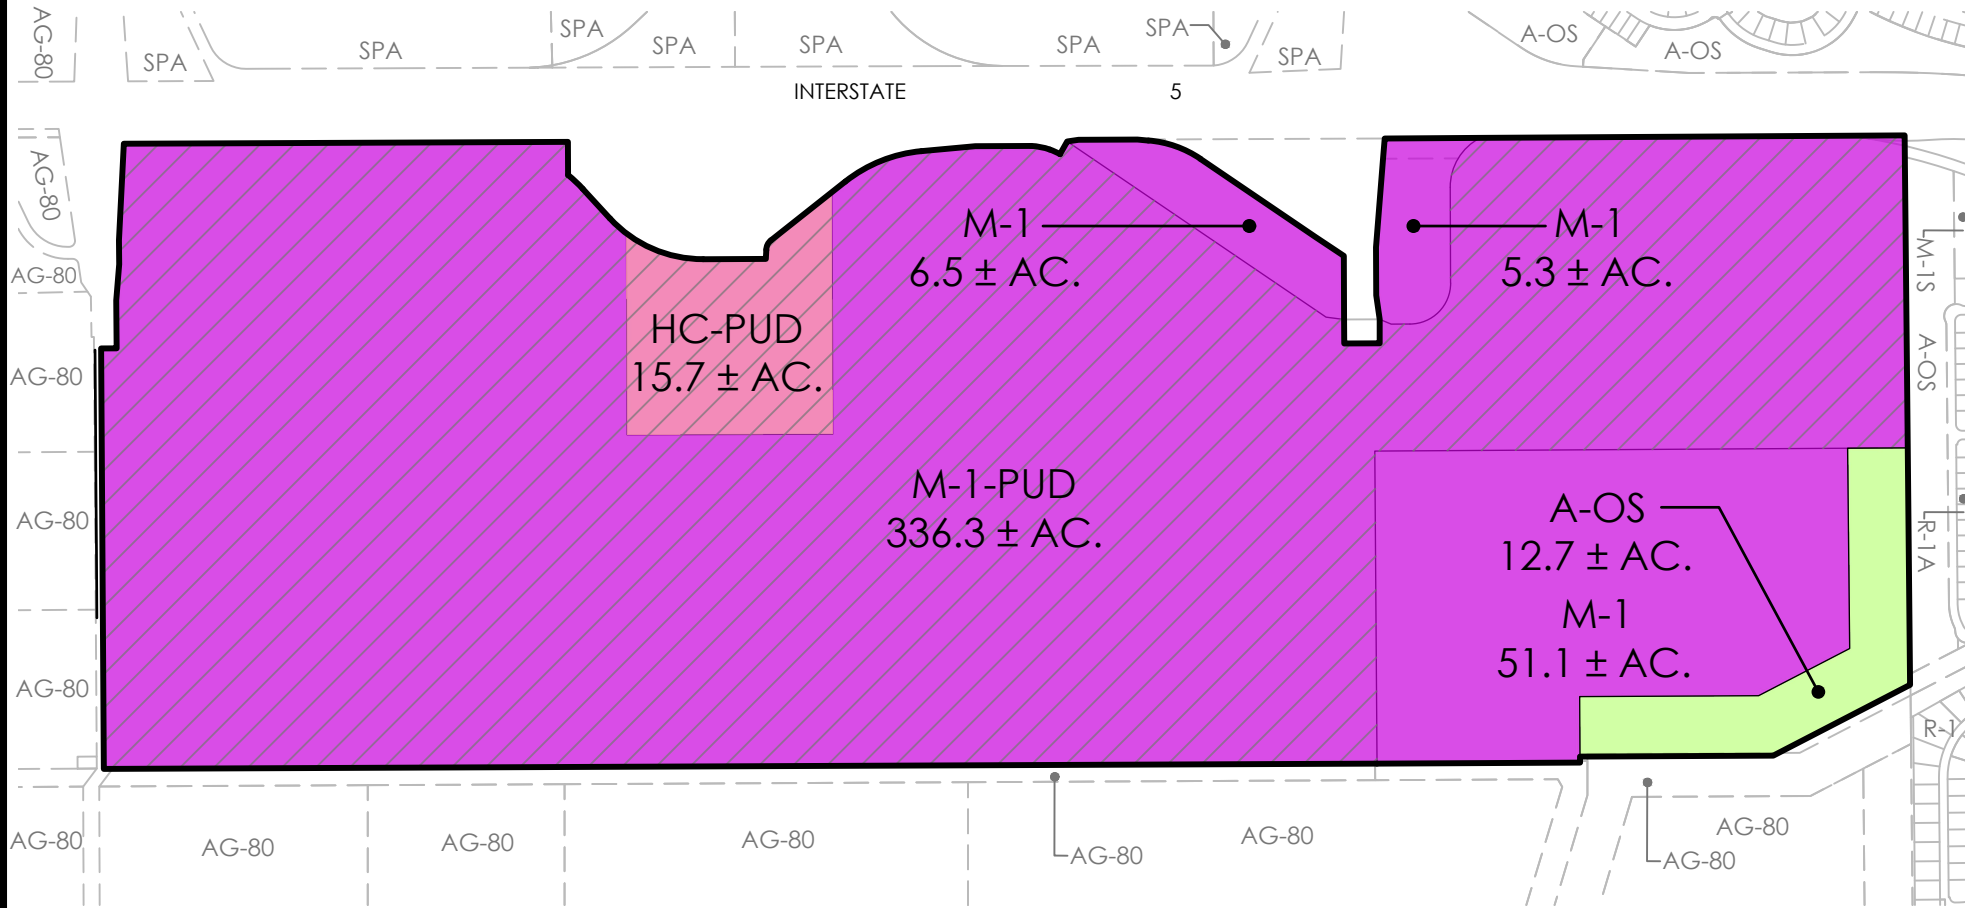 AG-80
SPA
SPA
SPA
SPA
SPA
SPA
SPA
SPA
A-OS
A-OS
INTERSTATE 5
AG-80
AG-80
AG-80
AG-80
AG-80
AG-80
M-1
6.5 ± AC.
M-1
5.3 ± AC.
HC-PUD
15.7 ± AC.
M-1-PUD
336.3 ± AC.
A-OS
12.7 ± AC.
M-1
51.1 ± AC.
M-1S
A-OS
R-1A
R-1
AG-80
AG-80
AG-80
AG-80
AG-80
AG-80
AG-80